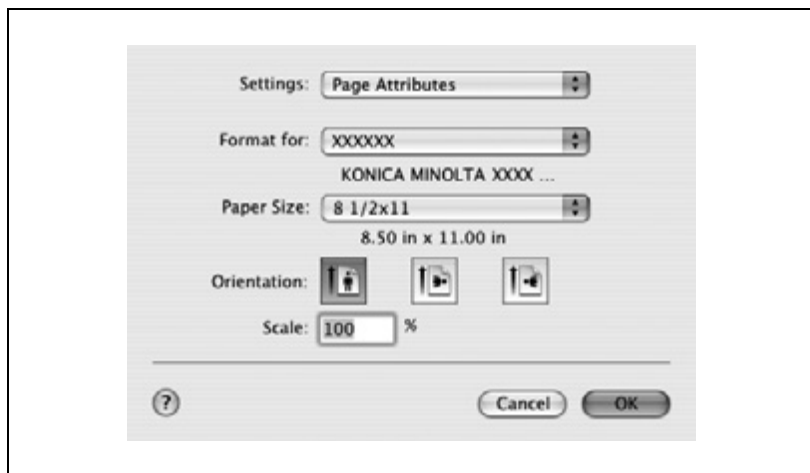 Settings: Page Attributes
Format for: XXXXXX
KONICA MINOLTA XXXX ...
Paper Size: 8 1/2x11
8.50 in x 11.00 in
Orientation:
Scale: 100 %
? Cancel OK